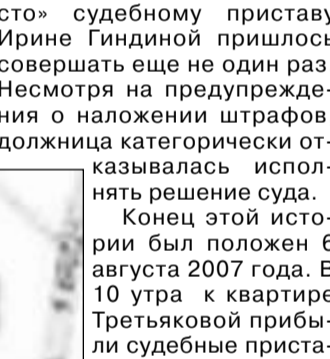 сто» судебному приставу
Ирине Гиндиной пришлось
совершать еще не один раз.
Несмотря на предупрежде-
ния о наложении штрафов
должница категорически от-
казывалась испол-
нять решение суда.
Конец этой исто-
рии был положен 6
августа 2007 года. В
10 утра к квартире
Третьяковой прибы-
ли судебные приста-